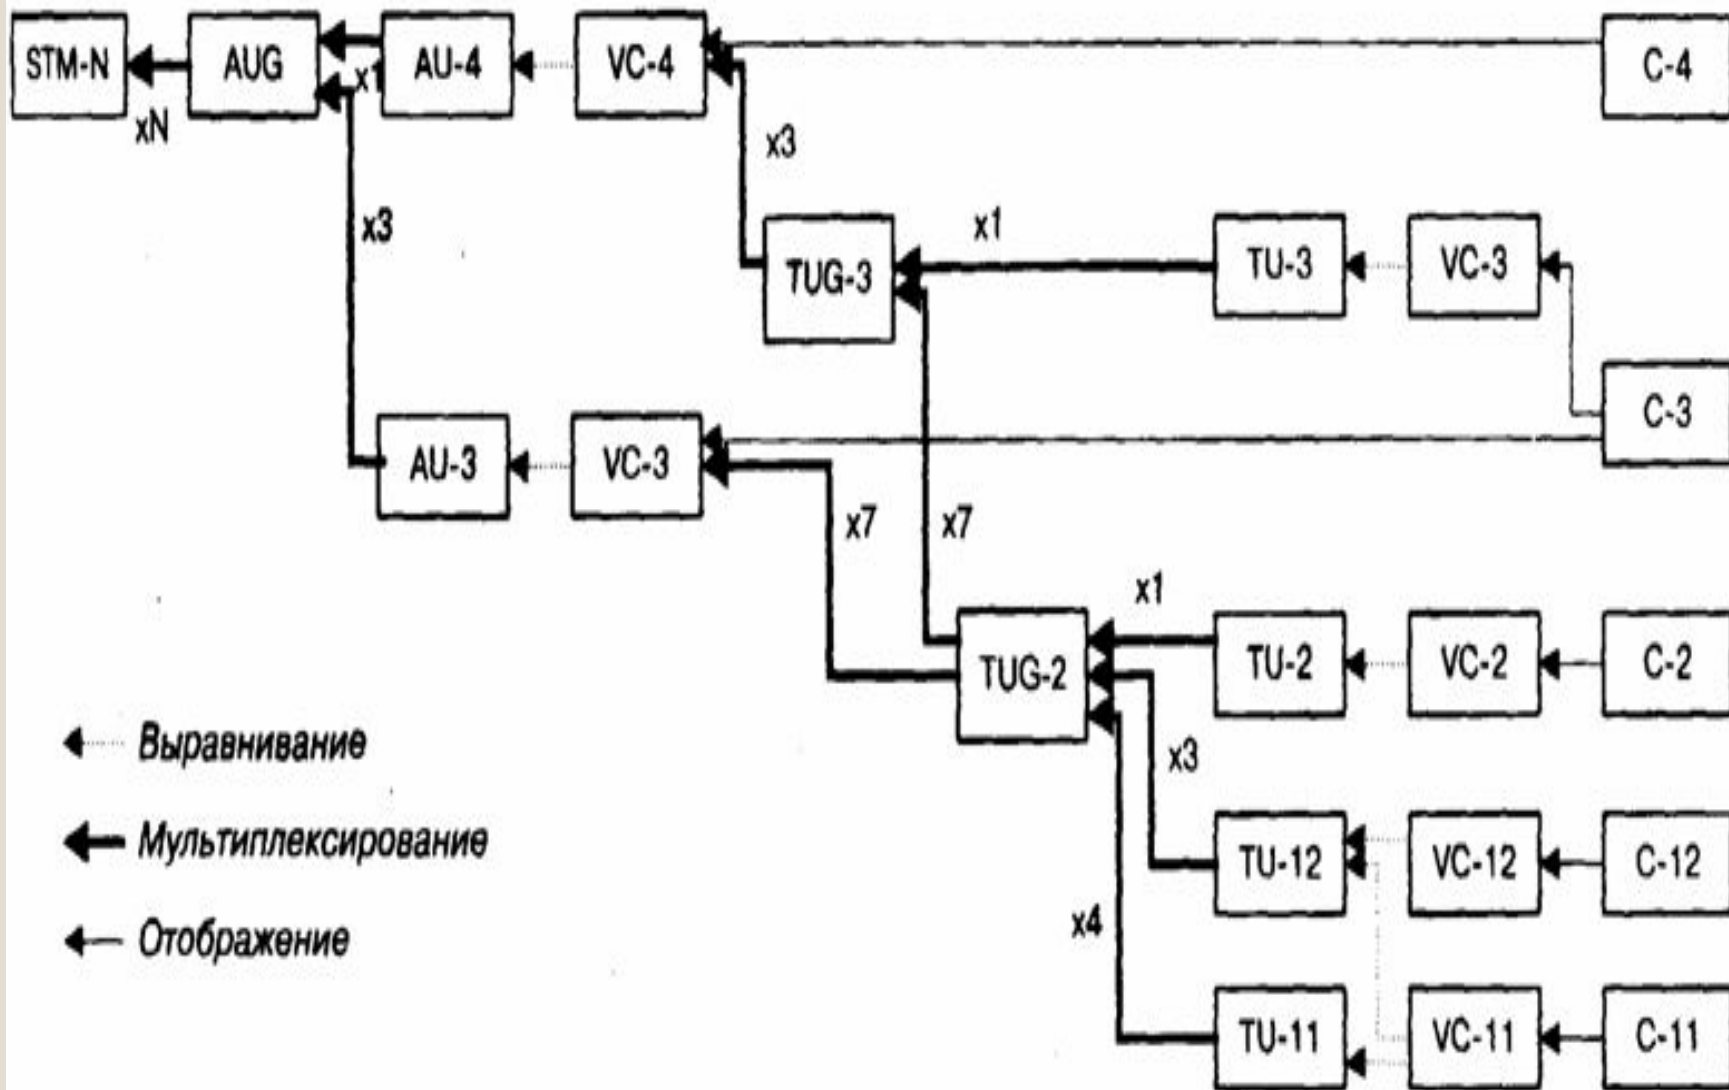 STM-N
AUG
AU-4
VC-4
C-4
x1
xN
x3
x3
TUG-3
x1
TU-3
VC-3
C-3
AU-3
VC-3
x7
x7
TUG-2
x1
TU-2
VC-2
C-2
x3
TU-12
VC-12
C-12
x4
TU-11
VC-11
C-11
Выравнивание
Мультиплексирование
Отображение